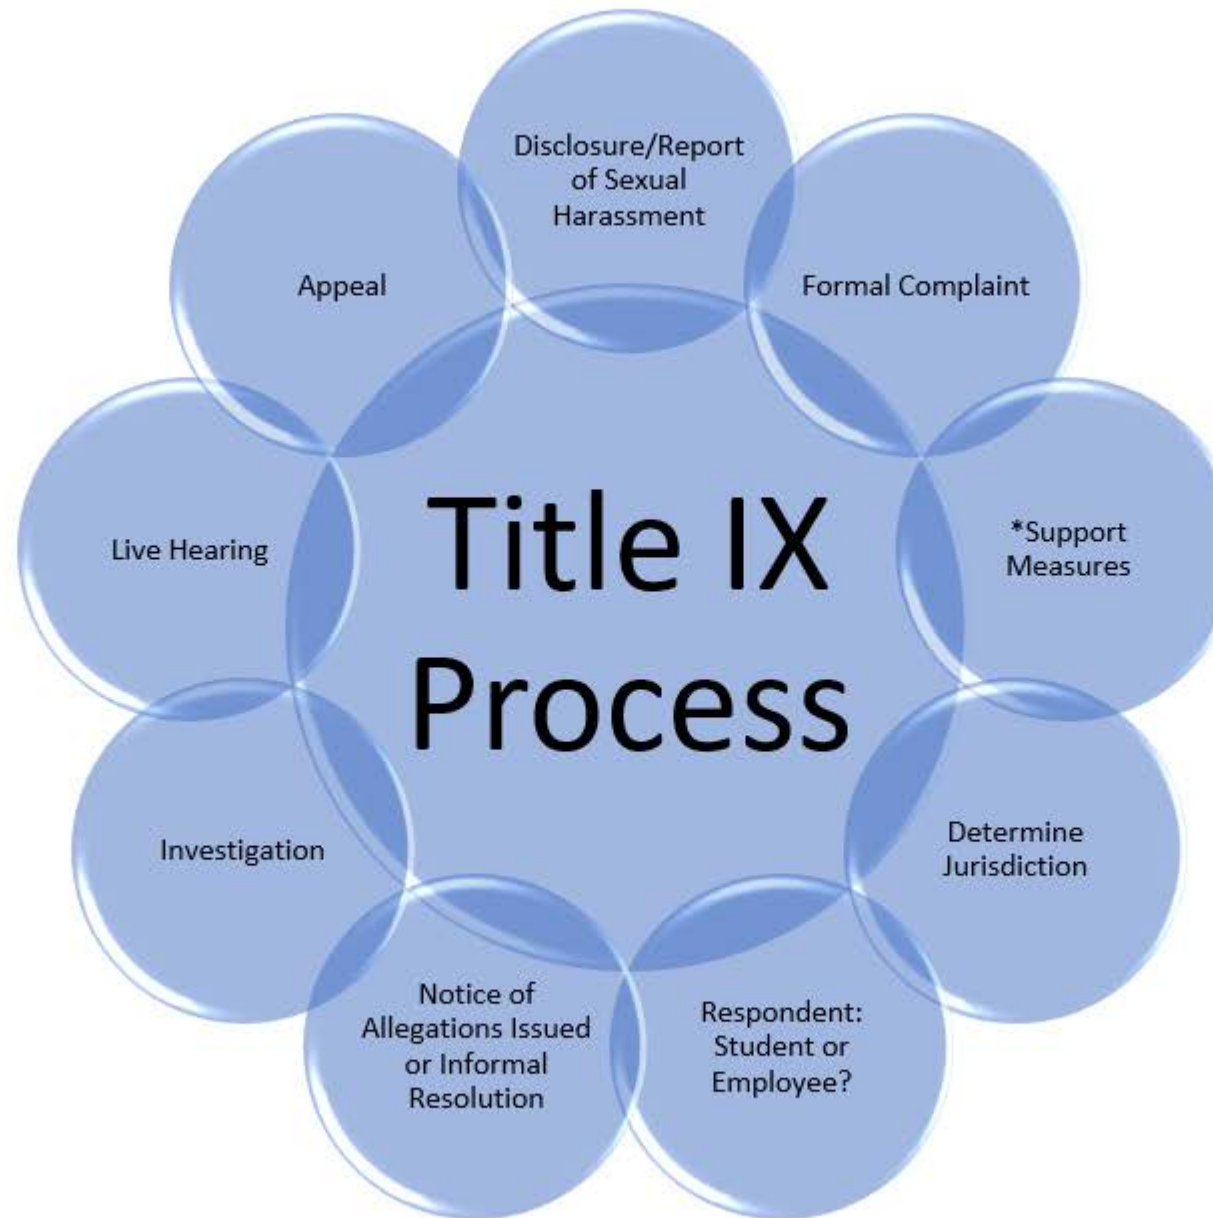 Title IX
Process
Disclosure/Report
of Sexual
Harassment
Formal Complaint
*Support
Measures
Determine
Jurisdiction
Respondent:
Student or
Employee?
Notice of
Allegations Issued
or Informal
Resolution
Investigation
Live Hearing
Appeal